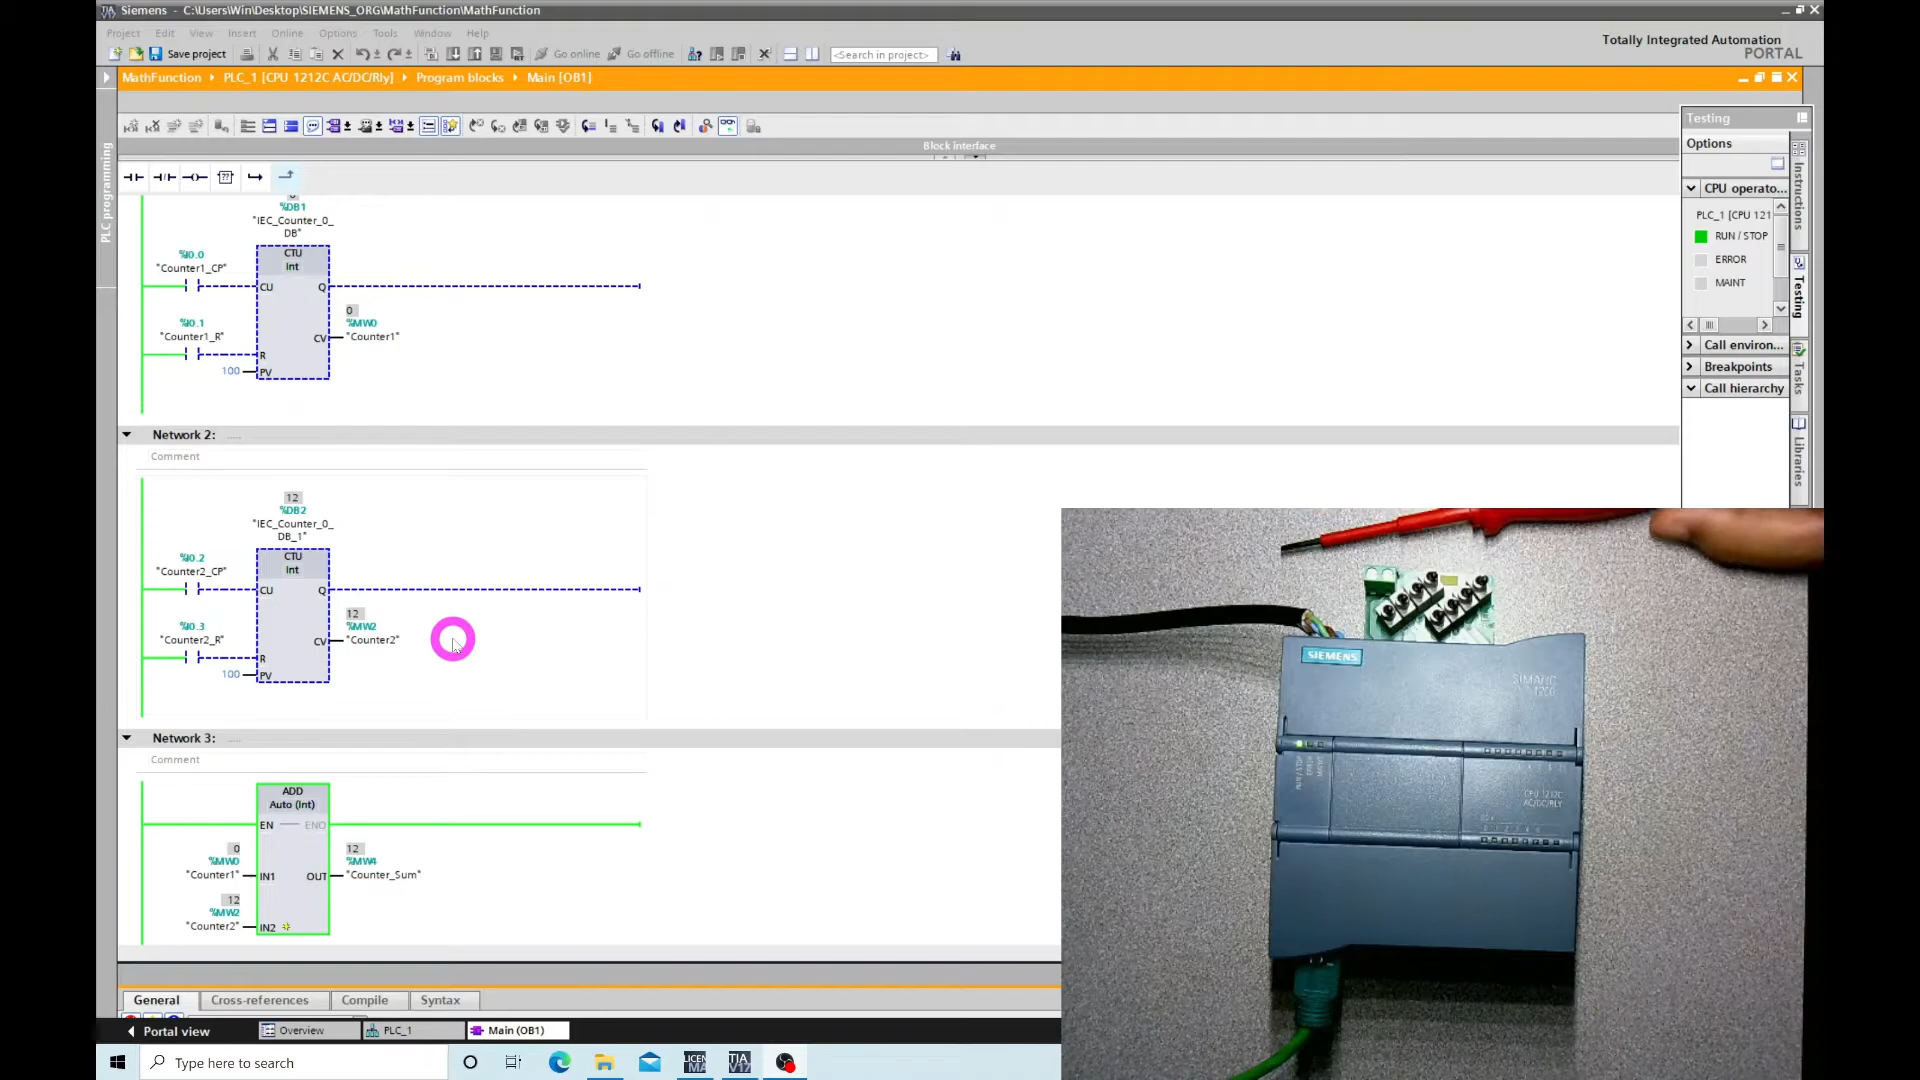 Siemens - C:\Users\Win\Desktop\SIEMENS_ORG\MathFunction\MathFunction
Project Edit View Insert Online Options Tools Window Help
Totally Integrated Automation
PORTAL
Save project
Go online
Go offline
<Search in project>
MathFunction PLC_1 [CPU 1212C AC/DC/Rly] Program blocks Main [OB1]
Block interface
PLC programming
%DB1
"IEC_Counter_0_
DB"
CTU
Int
%I0.0
"Counter1_CP"
CU Q
0
%MW0
CV "Counter1"
%I0.1
"Counter1_R"
R
100 PV
Network 2: .....
Comment
12
%DB2
"IEC_Counter_0_
DB_1"
CTU
Int
%I0.2
"Counter2_CP"
CU Q
12
%MW2
CV "Counter2"
%I0.3
"Counter2_R"
R
100 PV
Network 3: .....
Comment
ADD
Auto (Int)
EN ENO
0
%MW0
"Counter1" IN1
12
%MW4
OUT "Counter_Sum"
12
%MW2
"Counter2" IN2
Testing
Options
CPU operato...
PLC_1 [CPU 121
RUN / STOP
ERROR
MAINT
Call environ...
Breakpoints
Call hierarchy
Instructions
Testing
Tasks
Libraries
SIEMENS
SIMATIC
CPU 1212C
AC/DC/RLY
RUN / STOP
ERROR
MAINT
General Cross-references Compile Syntax
Portal view Overview PLC_1 Main (OB1)
Type here to search
TIA
V17